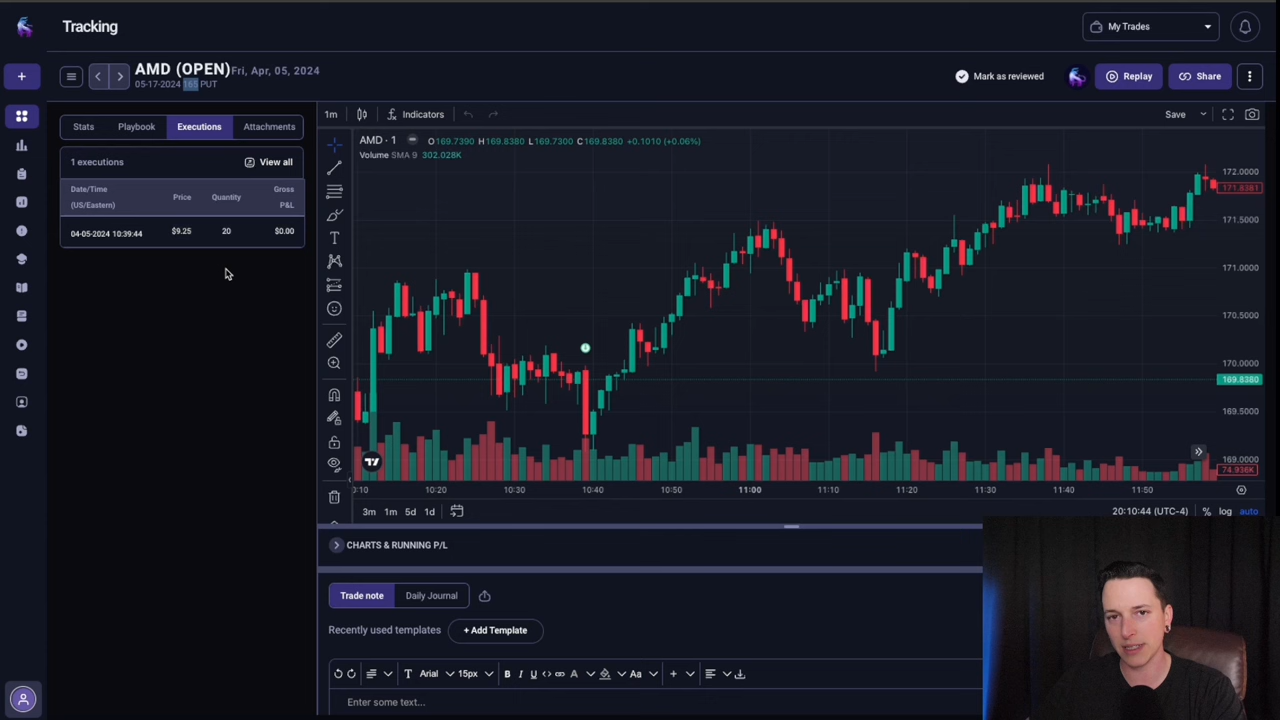 Tracking
My Trades
AMD (OPEN) Fri, Apr, 05, 2024
05-17-2024 165 PUT
Mark as reviewed
Replay
Share
Stats
Playbook
Executions
Attachments
1 executions
View all
Date/Time
(US/Eastern)
Price
Quantity
Gross
P&L
04-05-2024 10:39:44
$9.25
20
$0.00
1m
Indicators
Save
AMD · 1
O169.7390 H169.8380 L169.7300 C169.8380 +0.1010 (+0.06%)
Volume SMA 9 302.028K
172.0000
171.8381
171.5000
171.0000
170.5000
170.0000
169.8380
169.5000
169.0000
74.936K
0:10
10:20
10:30
10:40
10:50
11:00
11:10
11:20
11:30
11:40
11:50
3m 1m 5d 1d
20:10:44 (UTC-4)
% log auto
CHARTS & RUNNING P/L
Trade note
Daily Journal
Recently used templates
+ Add Template
T Arial 15px B I U A Aa +
Enter some text...